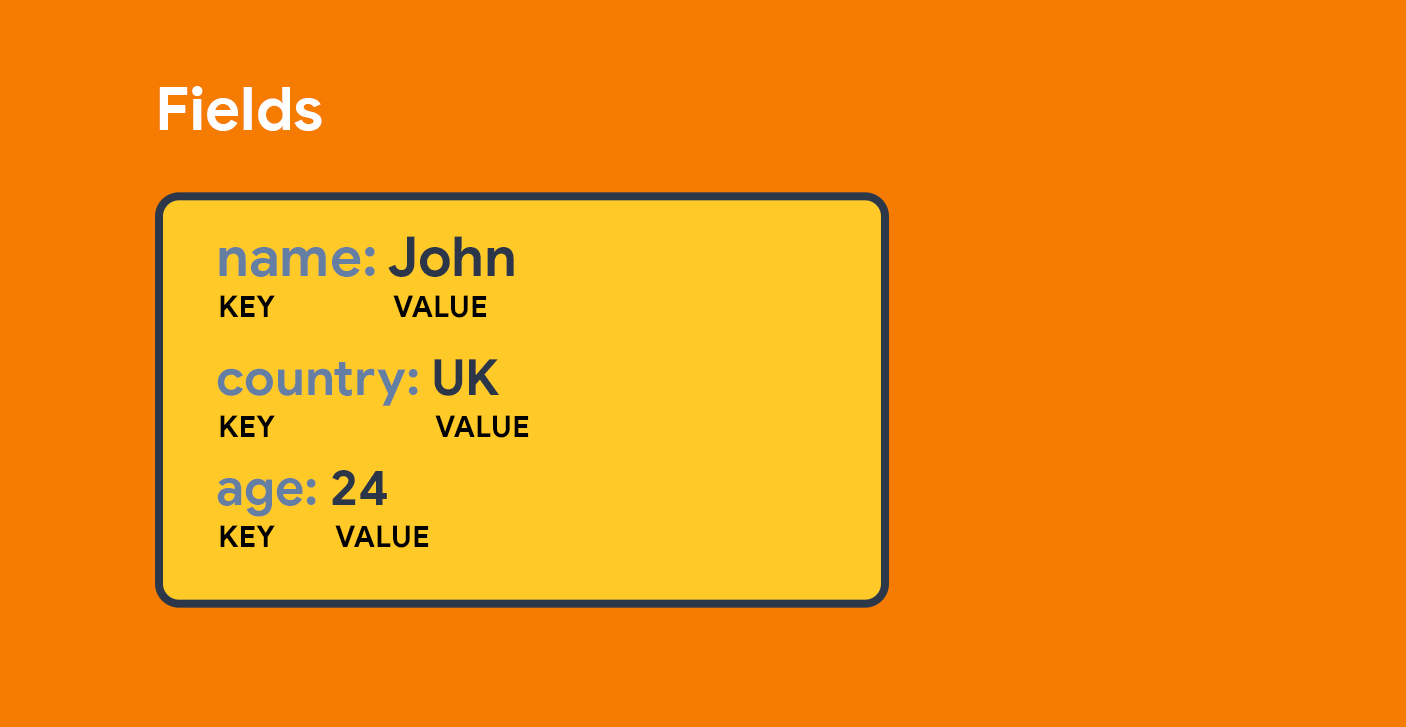 Fields
name: John
KEY VALUE
country: UK
KEY VALUE
age: 24
KEY VALUE